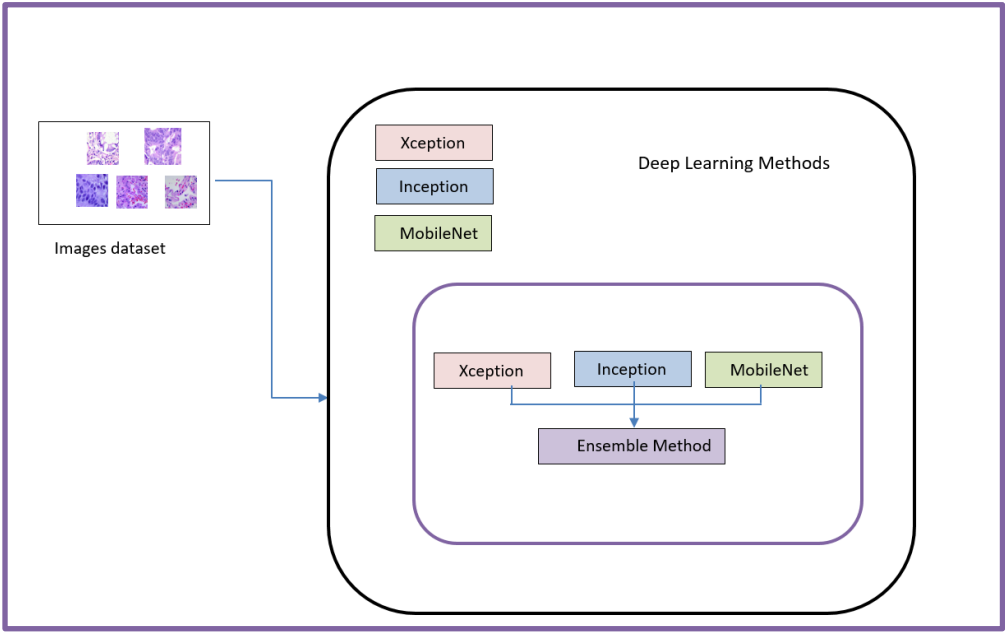 Images dataset
Xception
Inception
MobileNet
Deep Learning Methods
Xception
Inception
MobileNet
Ensemble Method